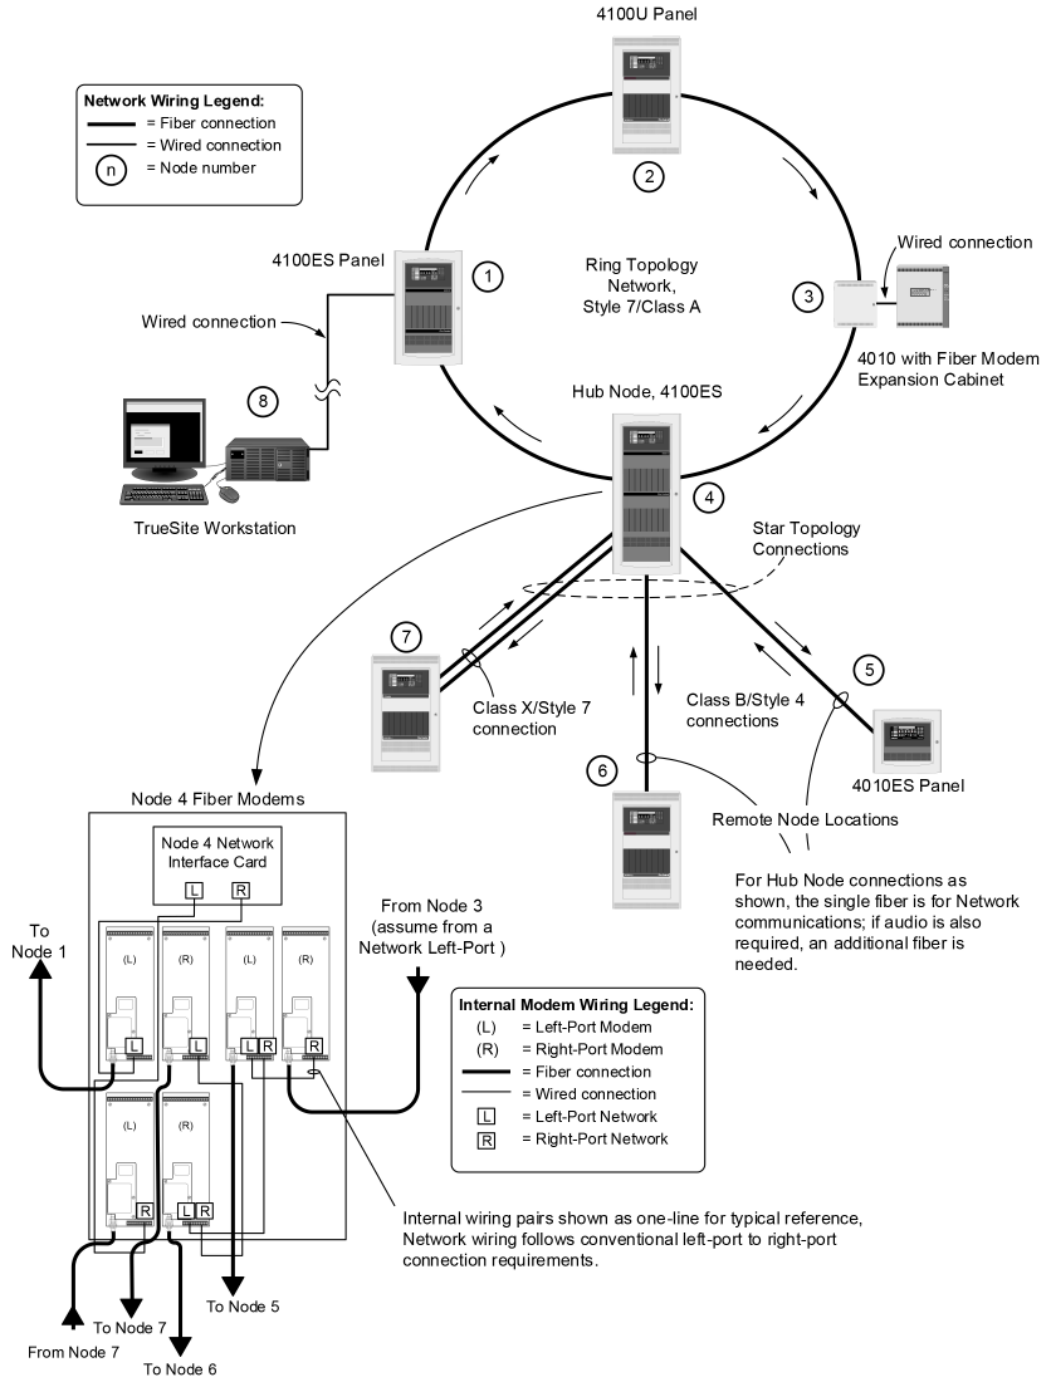 4100U Panel
Network Wiring Legend:
= Fiber connection
= Wired connection
n = Node number
2
Wired connection
4100ES Panel
1
Ring Topology
Network,
Style 7/Class A
3
Wired connection
4010 with Fiber Modem
Expansion Cabinet
Hub Node, 4100ES
8
4
TrueSite Workstation
Star Topology
Connections
7
5
Class X/Style 7
connection
Class B/Style 4
connections
6
4010ES Panel
Node 4 Fiber Modems
Remote Node Locations
Node 4 Network
Interface Card
L R
For Hub Node connections as
shown, the single fiber is for Network
communications; if audio is also
required, an additional fiber is
needed.
From Node 3
(assume from a
Network Left-Port )
To
Node 1
(L) (R) (L) (R)
L L L R R
Internal Modem Wiring Legend:
(L) = Left-Port Modem
(R) = Right-Port Modem
= Fiber connection
= Wired connection
L = Left-Port Network
R = Right-Port Network
(L) (R)
R L R
Internal wiring pairs shown as one-line for typical reference,
Network wiring follows conventional left-port to right-port
connection requirements.
To Node 5
To Node 7
From Node 7
To Node 6